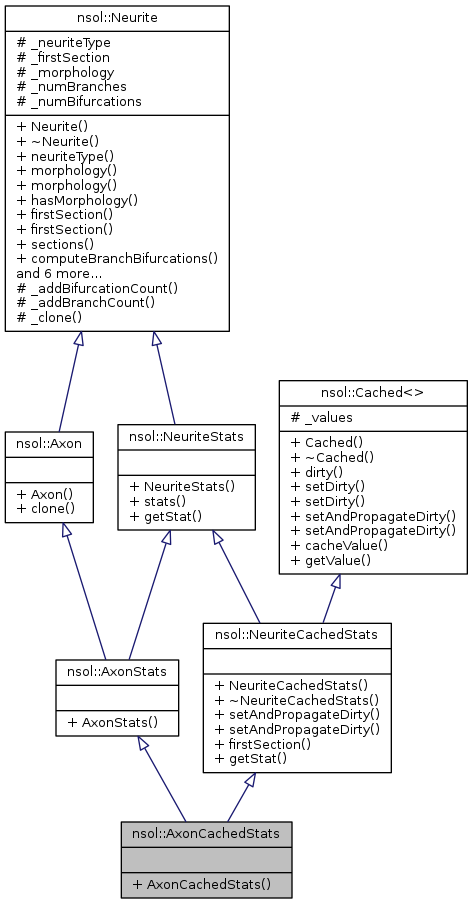 nsol::Neurite
# _neuriteType
# _firstSection
# _morphology
# _numBranches
# _numBifurcations
+ Neurite()
+ ~Neurite()
+ neuriteType()
+ morphology()
+ morphology()
+ hasMorphology()
+ firstSection()
+ firstSection()
+ sections()
+ computeBranchBifurcations()
and 6 more...
# _addBifurcationCount()
# _addBranchCount()
# _clone()
nsol::Cached<>
# _values
+ Cached()
+ ~Cached()
+ dirty()
+ setDirty()
+ setDirty()
+ setAndPropagateDirty()
+ setAndPropagateDirty()
+ cacheValue()
+ getValue()
nsol::Axon
+ Axon()
+ clone()
nsol::NeuriteStats
+ NeuriteStats()
+ stats()
+ getStat()
nsol::NeuriteCachedStats
+ NeuriteCachedStats()
+ ~NeuriteCachedStats()
+ setAndPropagateDirty()
+ setAndPropagateDirty()
+ firstSection()
+ getStat()
nsol::AxonStats
+ AxonStats()
nsol::AxonCachedStats
+ AxonCachedStats()